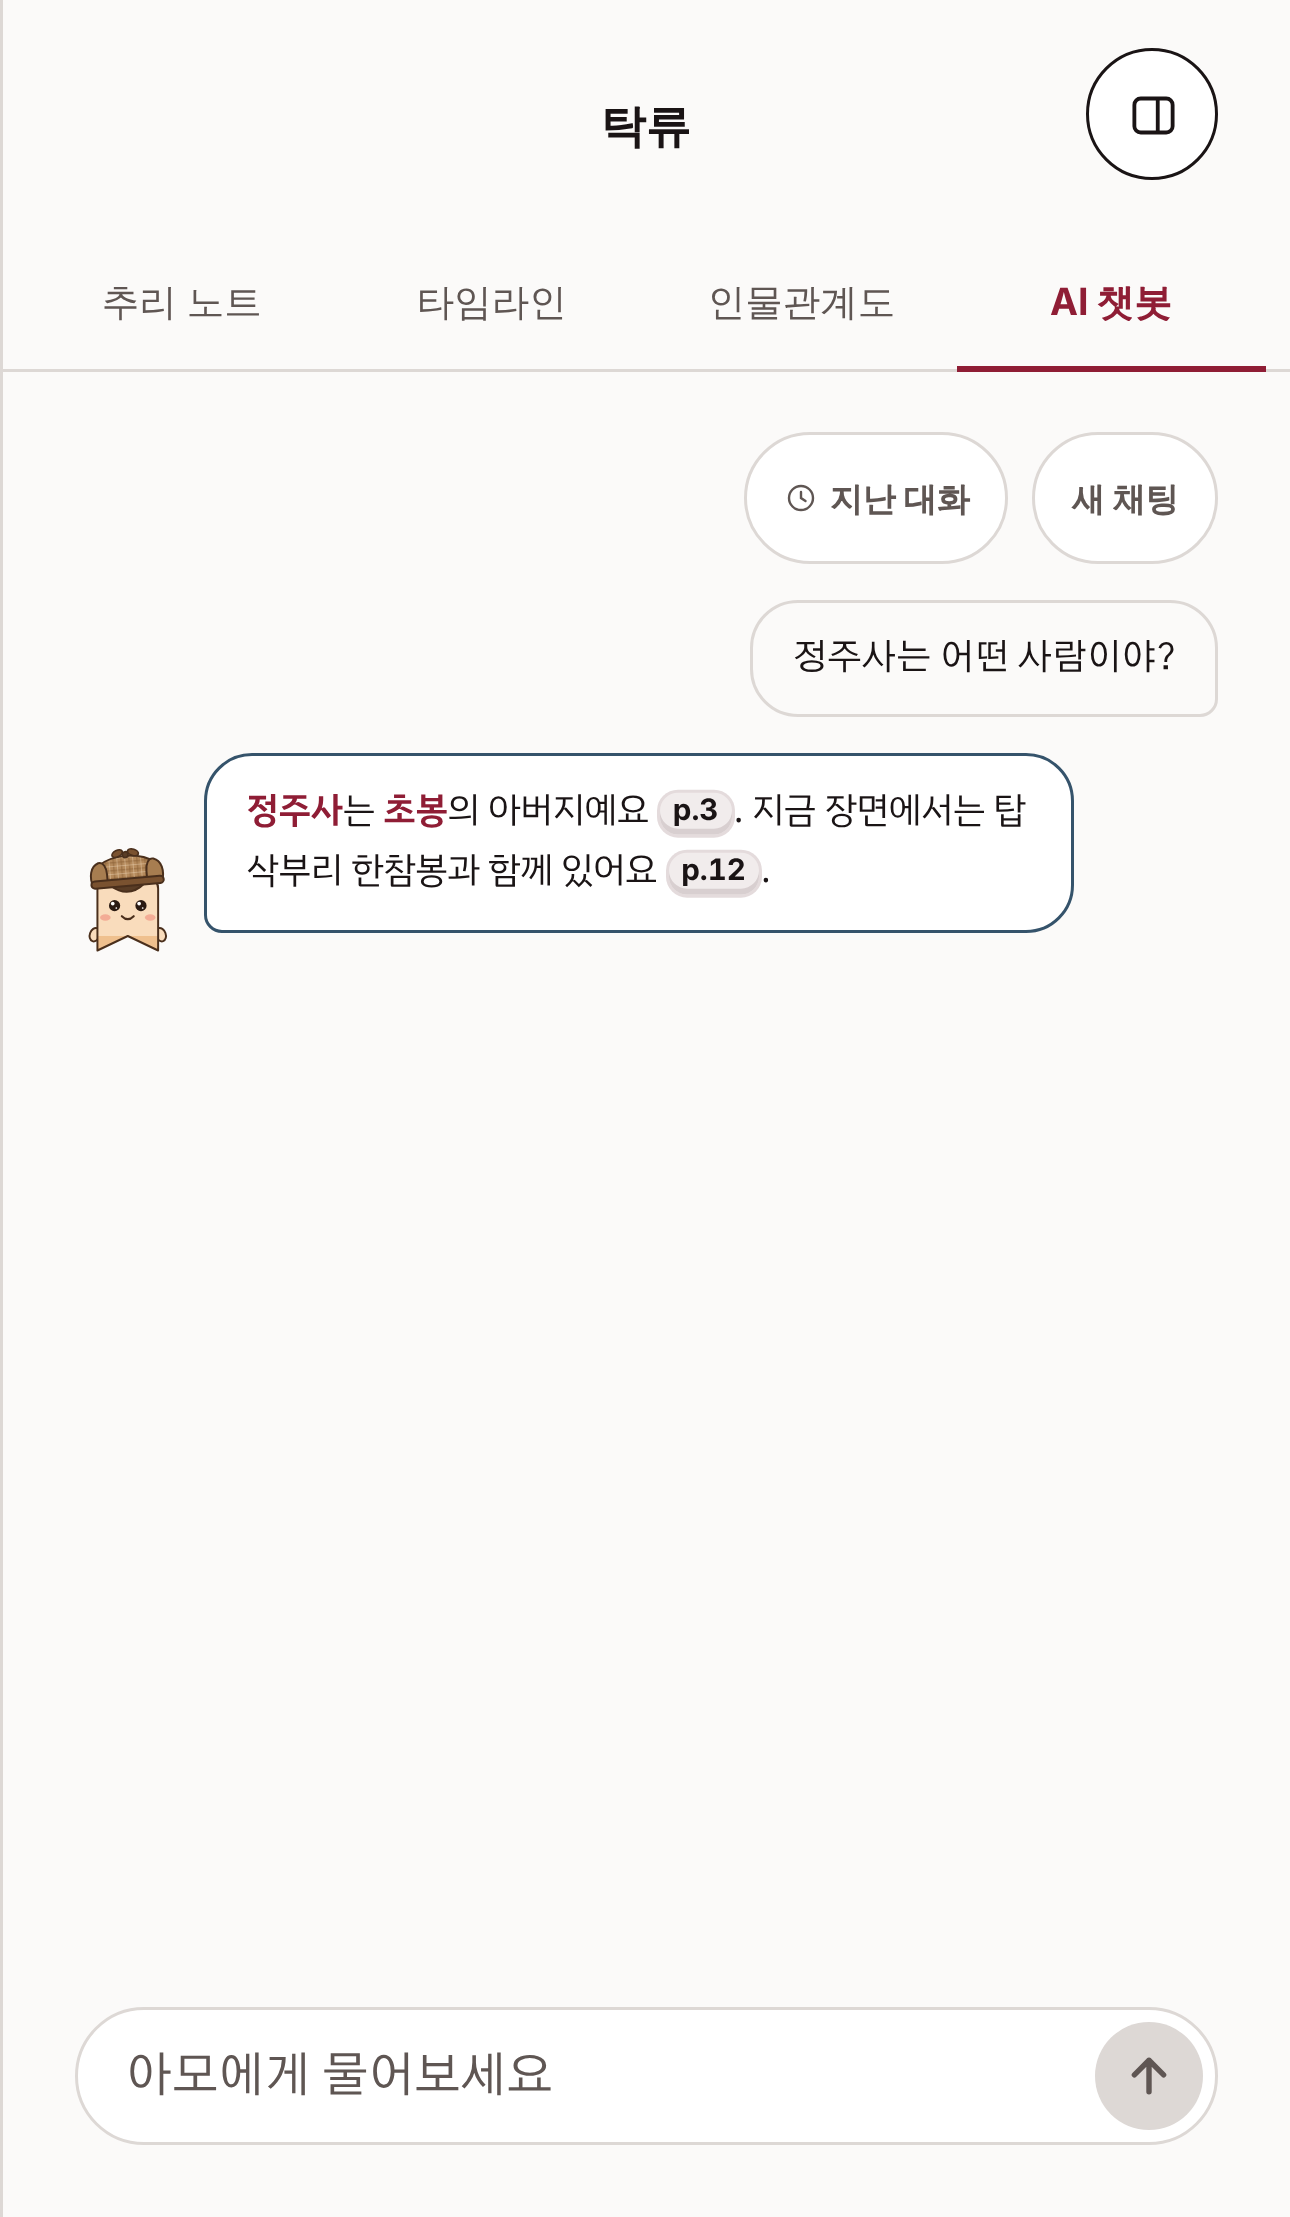 탁류
추리 노트 타임라인 인물관계도 AI 챗봇
지난 대화 새 채팅
정주사는 어떤 사람이야?
정주사는 초봉의 아버지예요 p.3. 지금 장면에서는 탑
삭부리 한참봉과 함께 있어요 p.12.
아모에게 물어보세요